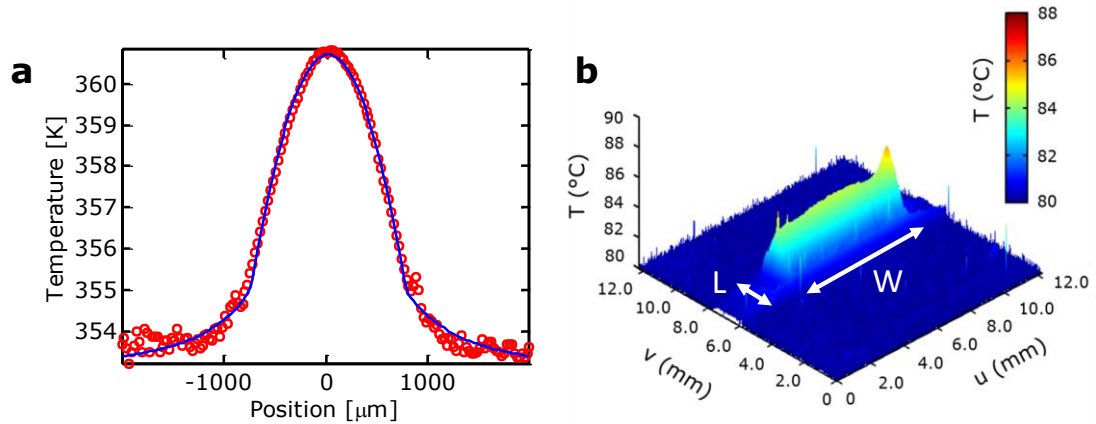 a
Temperature [K]
360
359
358
357
356
355
354
-1000 0 1000
Position [μm]
b
T (°C)
88
86
84
82
80
T (°C)
90
88
86
84
82
80
L
W
12.0
10.0
8.0
6.0
4.0
2.0
0
v (mm)
0
2.0
4.0
6.0
8.0
10.0
12.0
u (mm)